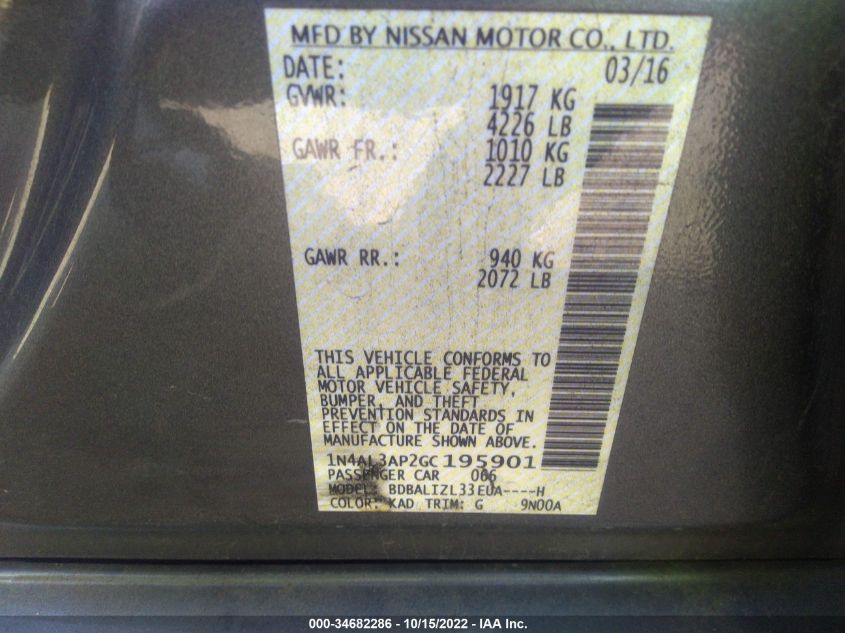 MFD BY NISSAN MOTOR CO., LTD.
DATE: 03/16
GVWR: 1917 KG
4226 LB
GAWR FR.: 1010 KG
2227 LB
GAWR RR.: 940 KG
2072 LB
THIS VEHICLE CONFORMS TO
ALL APPLICABLE FEDERAL
MOTOR VEHICLE SAFETY,
BUMPER, AND THEFT
PREVENTION STANDARDS IN
EFFECT ON THE DATE OF
MANUFACTURE SHOWN ABOVE.
1N4AL3AP2GC195901
PASSENGER CAR 066
MODEL: BDBALIZL33EUA----H
COLOR: KAD TRIM: G 9N00A
000-34682286 - 10/15/2022 - IAA Inc.